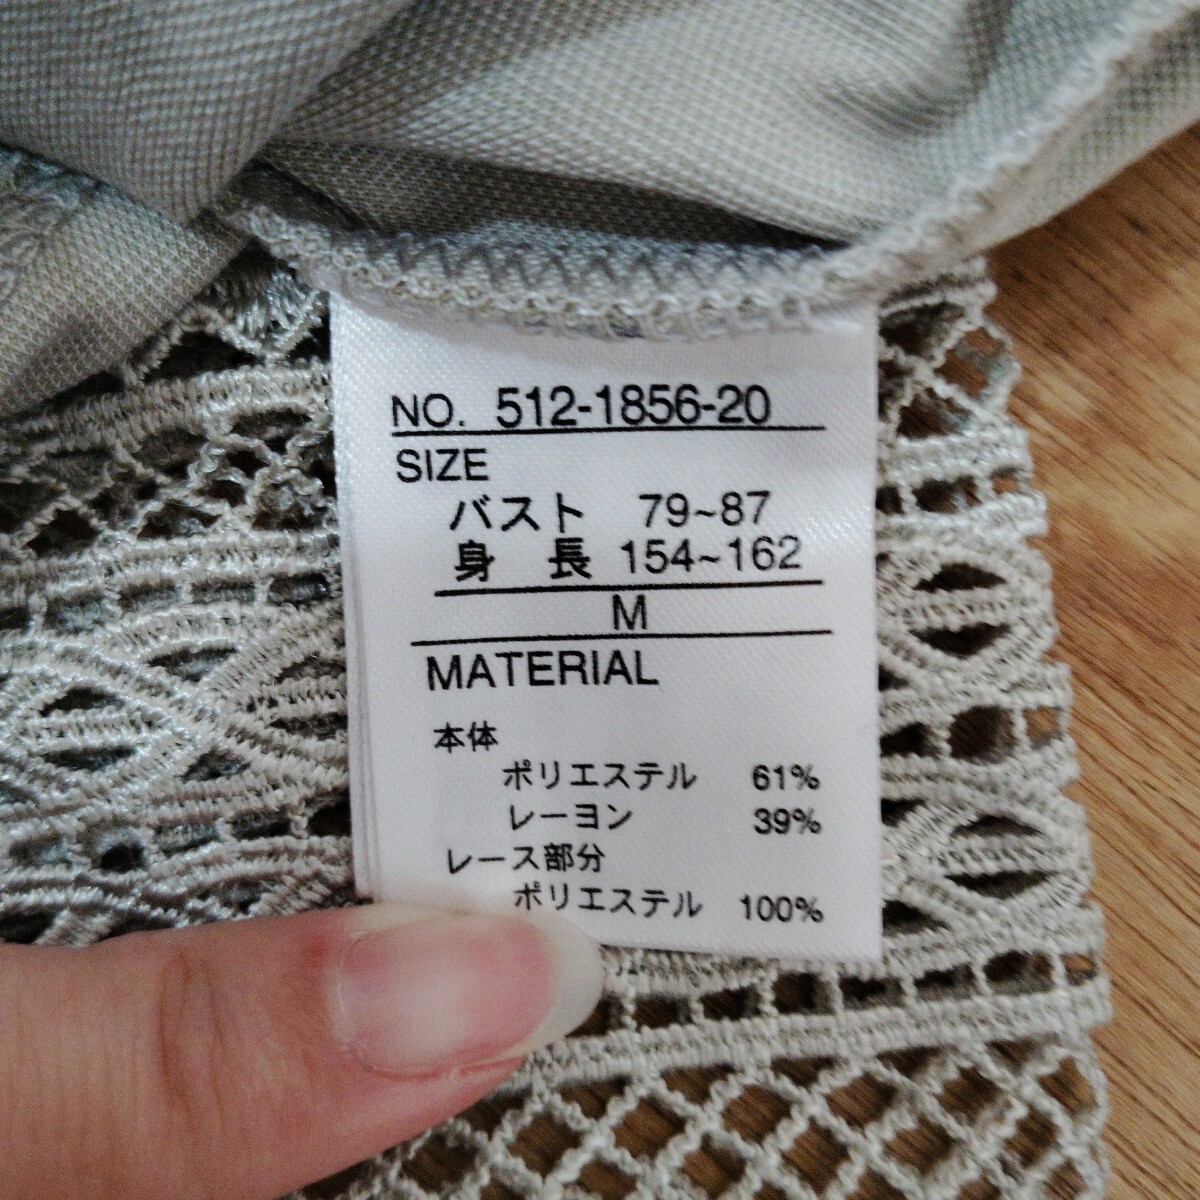 NO. 512-1856-20
SIZE
バスト 79~87
身長 154~162
M
MATERIAL
本体
ポリエステル 61%
レーヨン 39%
レース部分
ポリエステル 100%